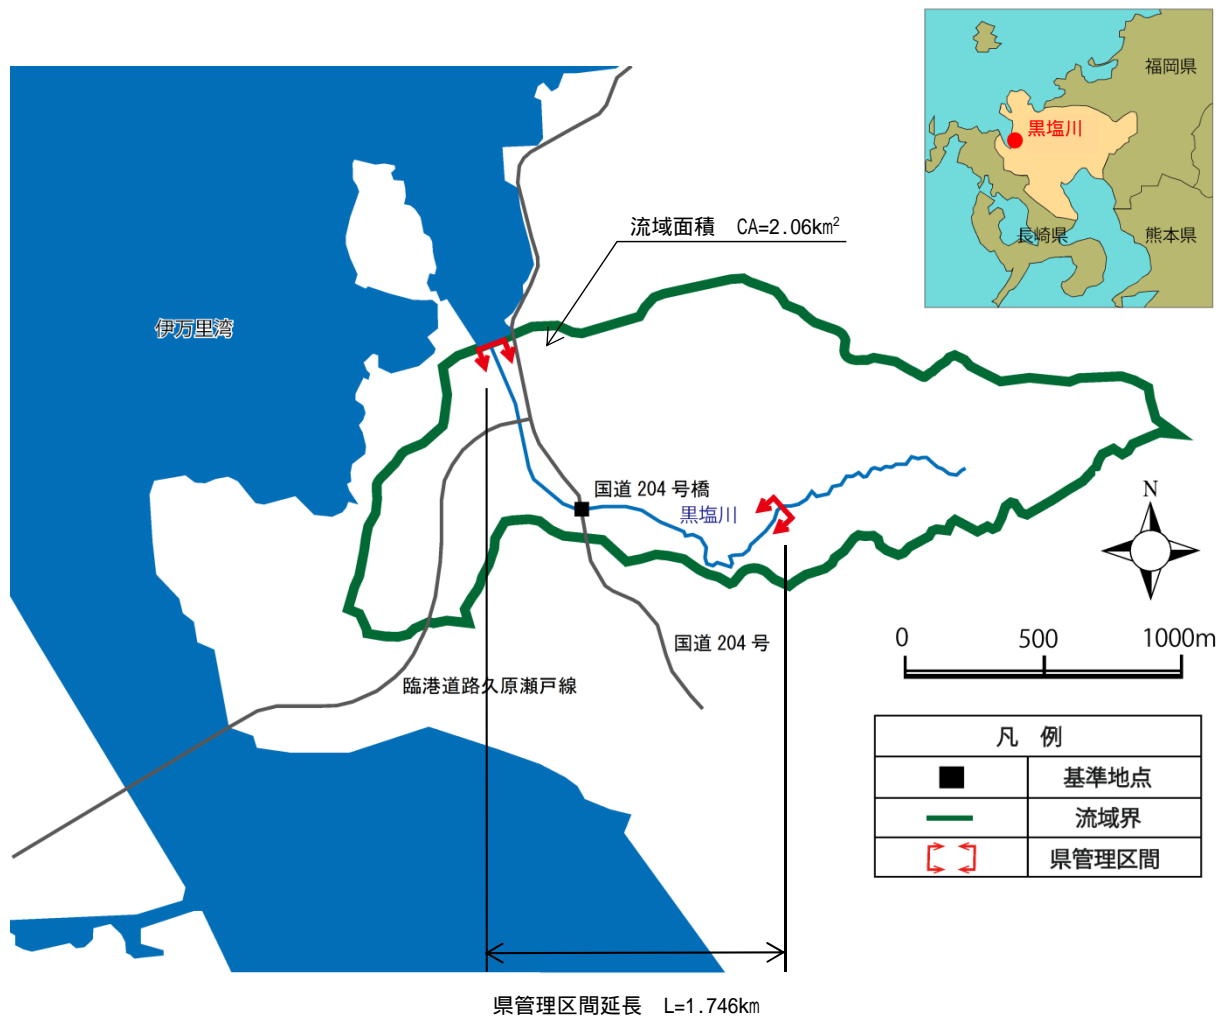 福岡県
黒塩川
長崎県
熊本県
流域面積 CA=2.06km²
伊万里湾
国道 204 号橋
黒塩川
N
国道 204 号
0 500 1000m
臨港道路久原瀬戸線
凡 例
基準地点
流域界
県管理区間
県管理区間延長 L=1.746km